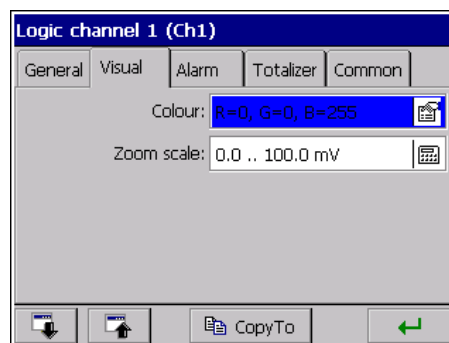 Logic channel 1 (Ch1)
General Visual Alarm Totalizer Common
Colour: R=0, G=0, B=255
Zoom scale: 0.0 .. 100.0 mV
CopyTo